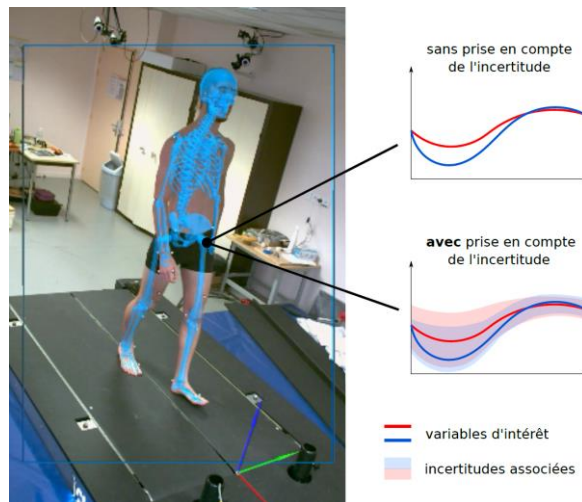 sans prise en compte
de l'incertitude
avec prise en compte
de l'incertitude
variables d'intérêt
incertitudes associées